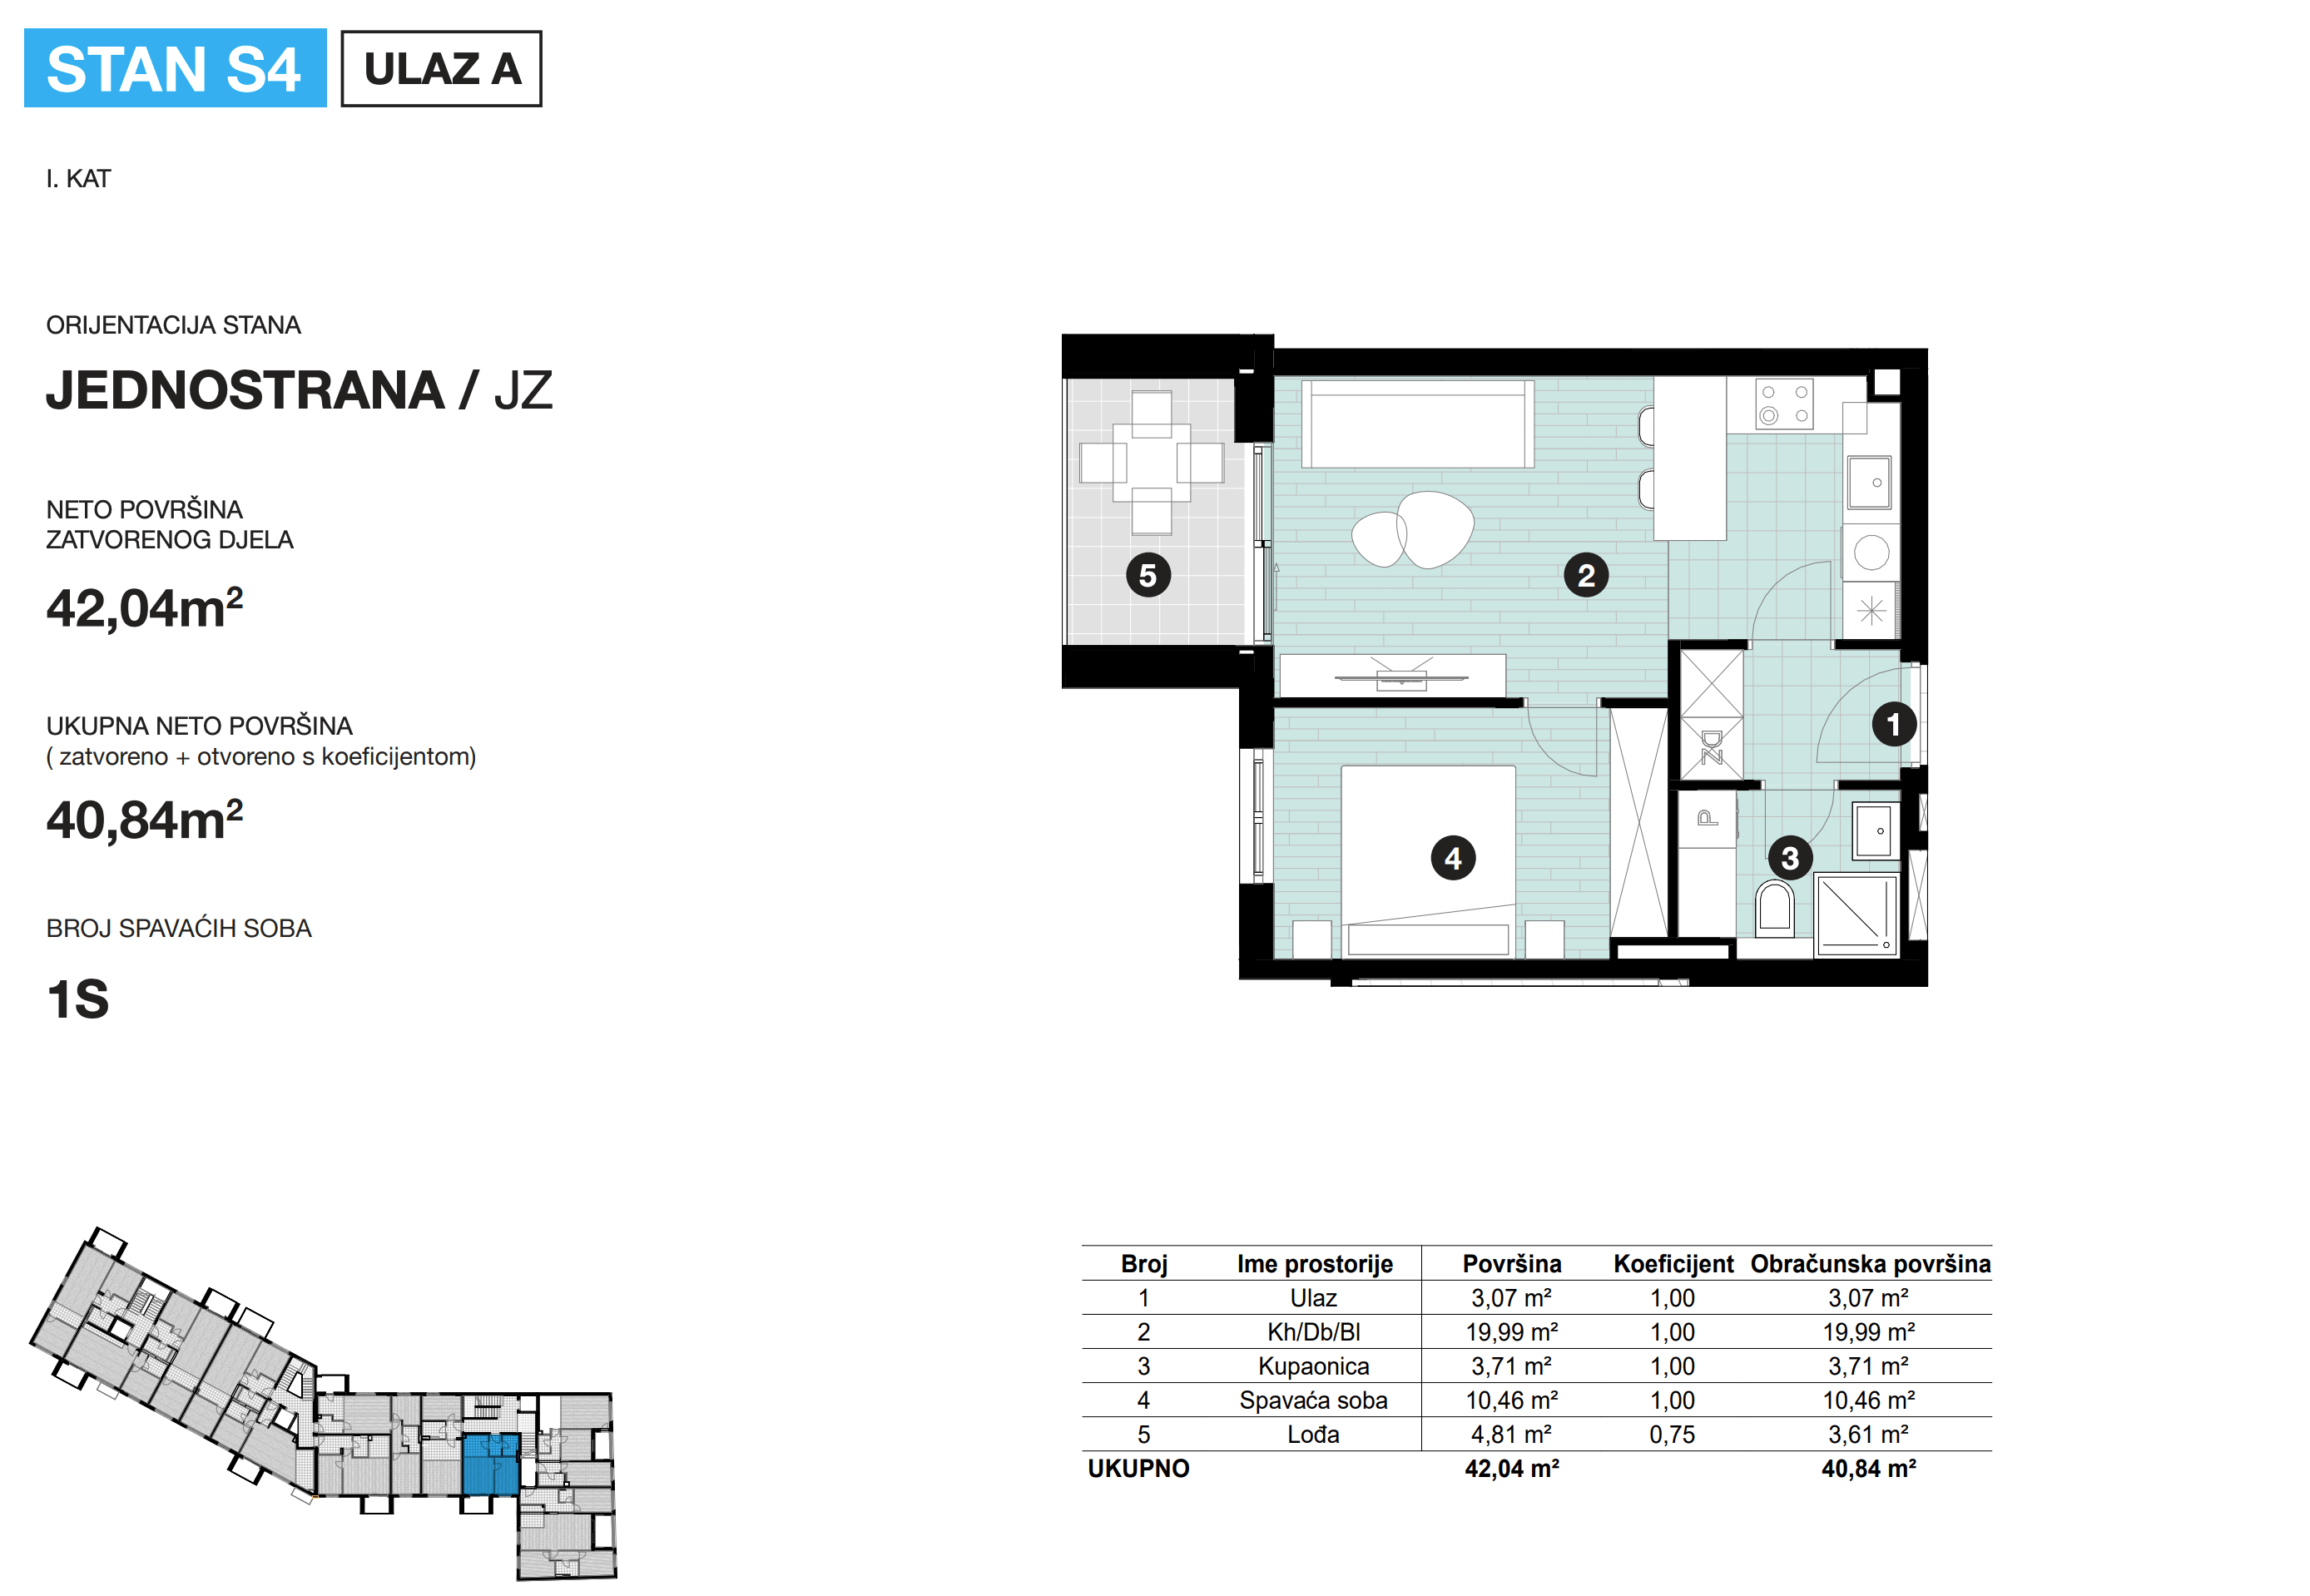 STAN S4 ULAZ A
I. KAT
ORIJENTACIJA STANA
JEDNOSTRANA / JZ
NETO POVRŠINA
ZATVORENOG DJELA
42,04m²
UKUPNA NETO POVRŠINA
( zatvoreno + otvoreno s koeficijentom)
40,84m²
BROJ SPAVAĆIH SOBA
1S
5
2
1
DZ
P
4
3
Broj Ime prostorije Površina Koeficijent Obračunska površina
1 Ulaz 3,07 m² 1,00 3,07 m²
2 Kh/Db/Bl 19,99 m² 1,00 19,99 m²
3 Kupaonica 3,71 m² 1,00 3,71 m²
4 Spavaća soba 10,46 m² 1,00 10,46 m²
5 Lođa 4,81 m² 0,75 3,61 m²
UKUPNO 42,04 m² 40,84 m²